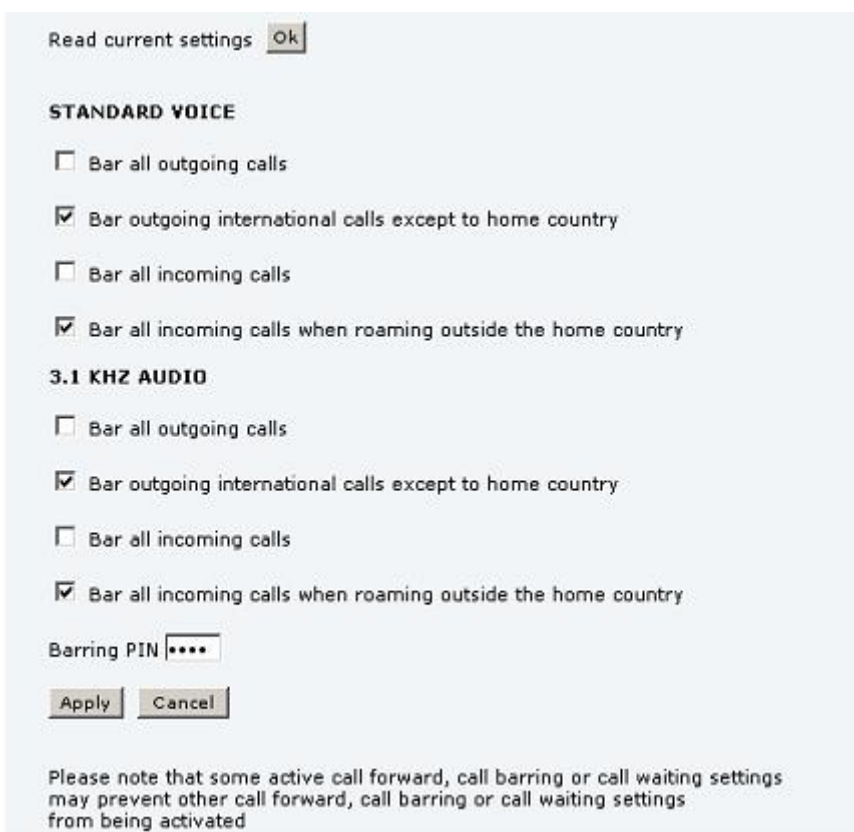 Read current settings Ok
STANDARD VOICE
Bar all outgoing calls
Bar outgoing international calls except to home country
Bar all incoming calls
Bar all incoming calls when roaming outside the home country
3.1 KHZ AUDIO
Bar all outgoing calls
Bar outgoing international calls except to home country
Bar all incoming calls
Bar all incoming calls when roaming outside the home country
Barring PIN ••••
Apply Cancel
Please note that some active call forward, call barring or call waiting settings
may prevent other call forward, call barring or call waiting settings
from being activated